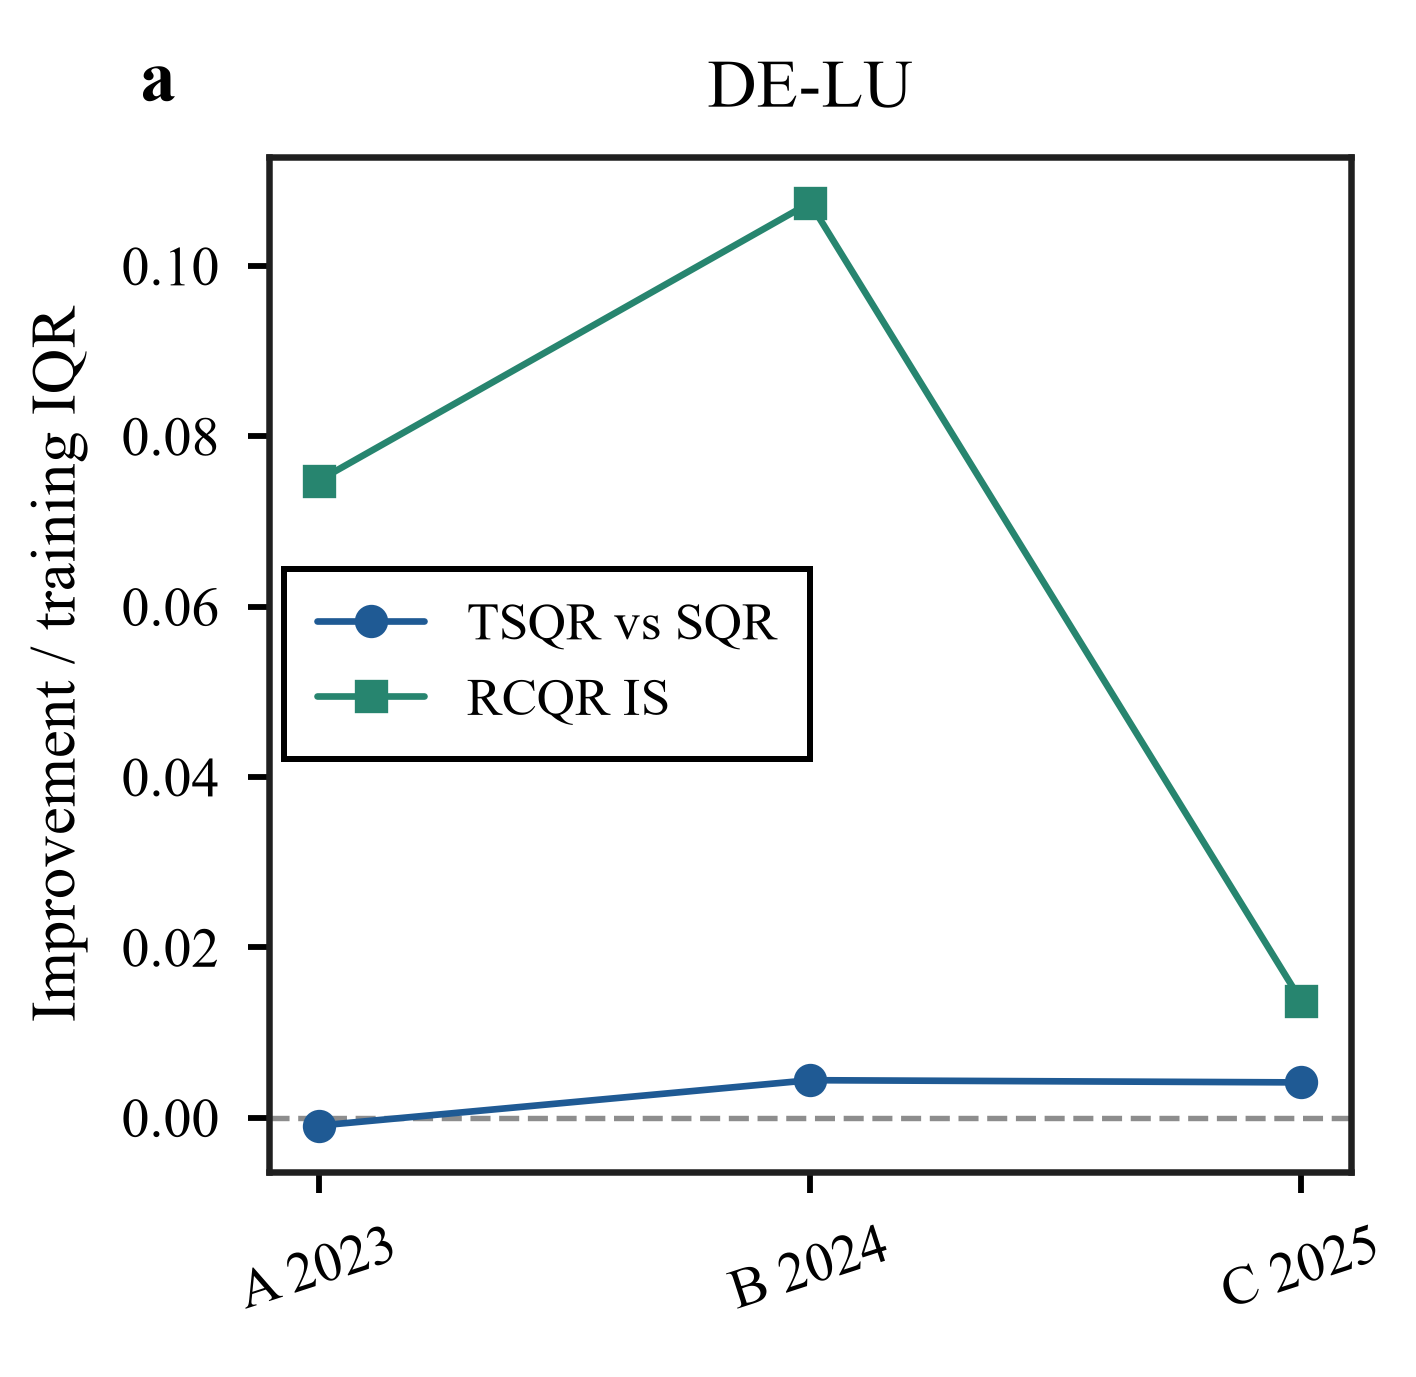 a
DE-LU
Improvement / training IQR
0.10
0.08
0.06
0.04
0.02
0.00
TSQR vs SQR
RCQR IS
A 2023
B 2024
C 2025